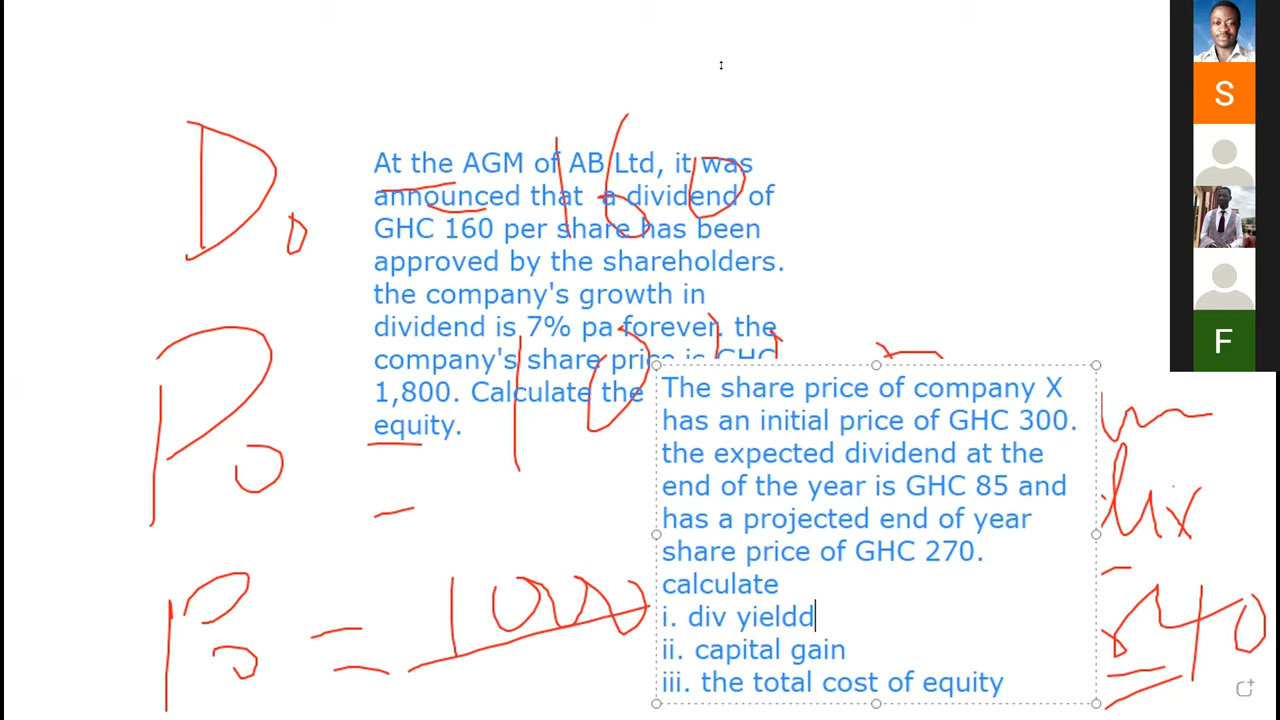 At the AGM of AB Ltd, it was
announced that a dividend of
GHC 160 per share has been
approved by the shareholders.
the company's growth in
dividend is 7% pa forever. the
company's share price is GHC
1,800. Calculate the
equity.
The share price of company X
has an initial price of GHC 300.
the expected dividend at the
end of the year is GHC 85 and
has a projected end of year
share price of GHC 270.
calculate
i. div yieldd
ii. capital gain
iii. the total cost of equity
D0 = 160
P0
P0 =
40
S
F